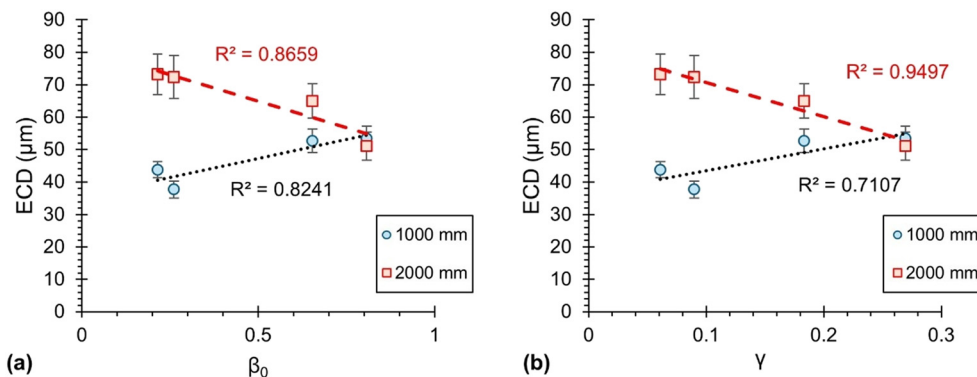 90
80
70
60
50
40
30
20
10
0
ECD (µm)
R² = 0.8659
R² = 0.8241
1000 mm
2000 mm
0 0.5 1
(a) β₀
90
80
70
60
50
40
30
20
10
0
ECD (µm)
R² = 0.9497
R² = 0.7107
1000 mm
2000 mm
0 0.1 0.2 0.3
(b) γ